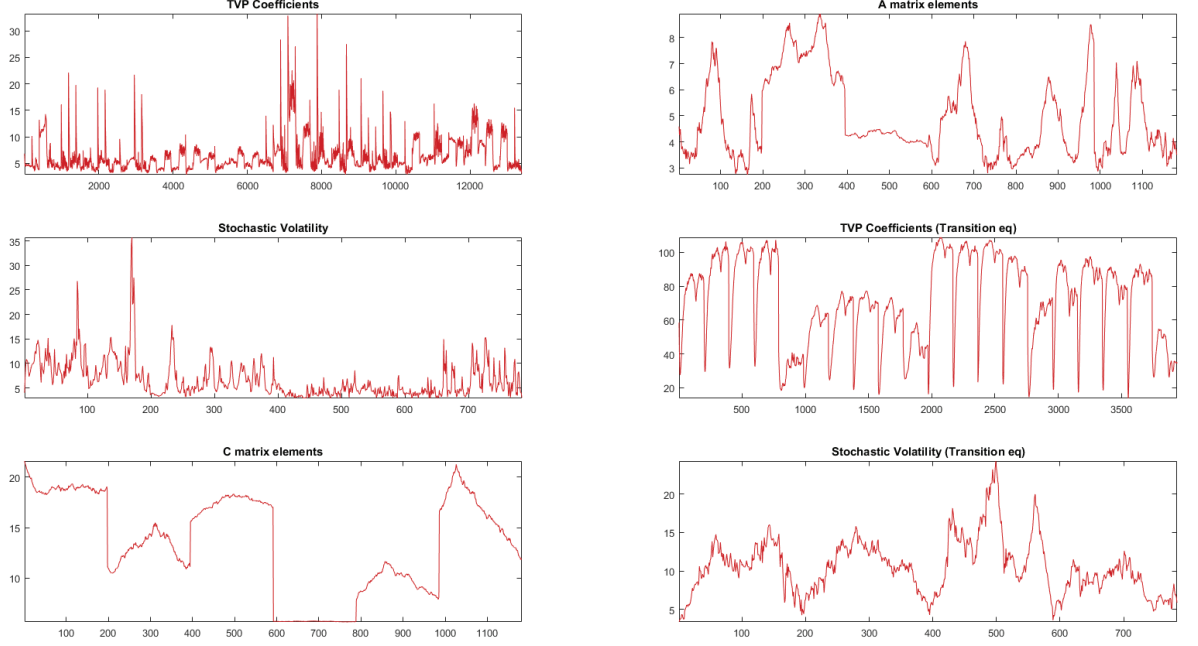 TVP Coefficients
30
25
20
15
10
5
2000 4000 6000 8000 10000 12000
A matrix elements
8
7
6
5
4
3
100 200 300 400 500 600 700 800 900 1000 1100
Stochastic Volatility
35
30
25
20
15
10
5
100 200 300 400 500 600 700
TVP Coefficients (Transition eq)
100
80
60
40
20
500 1000 1500 2000 2500 3000 3500
C matrix elements
20
15
10
100 200 300 400 500 600 700 800 900 1000 1100
Stochastic Volatility (Transition eq)
20
15
10
5
100 200 300 400 500 600 700